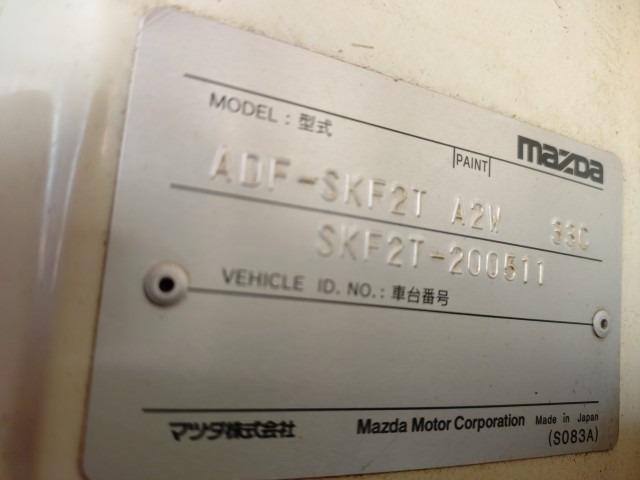 MODEL : 型式
PAINT
mazda
ADF-SKF2T A2W 33C
SKF2T-200511
VEHICLE ID. NO. : 車台番号
マツダ株式会社
Mazda Motor Corporation Made in Japan
(S083A)